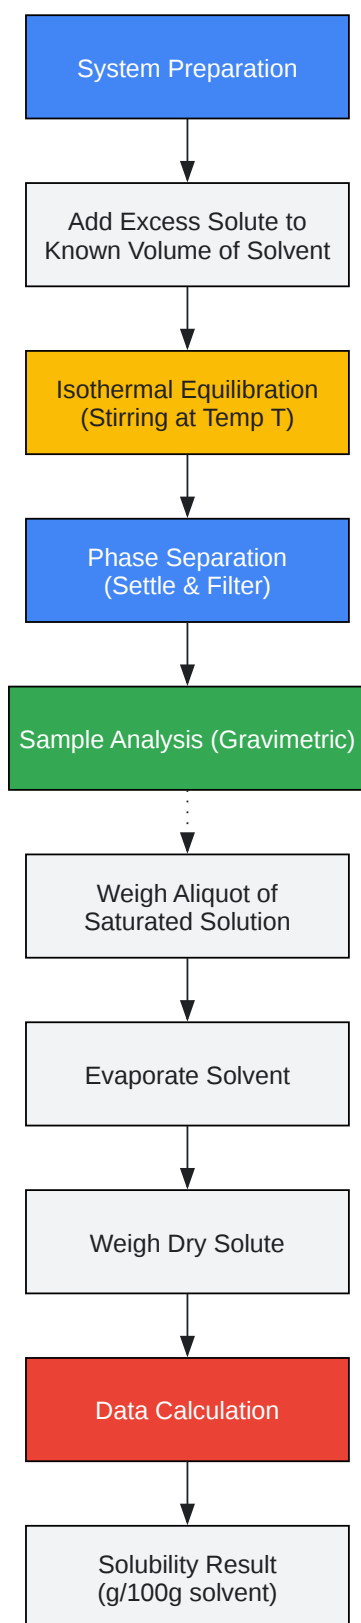 System Preparation
Add Excess Solute to
Known Volume of Solvent
Isothermal Equilibration
(Stirring at Temp T)
Phase Separation
(Settle & Filter)
Sample Analysis (Gravimetric)
Weigh Aliquot of
Saturated Solution
Evaporate Solvent
Weigh Dry Solute
Data Calculation
Solubility Result
(g/100g solvent)